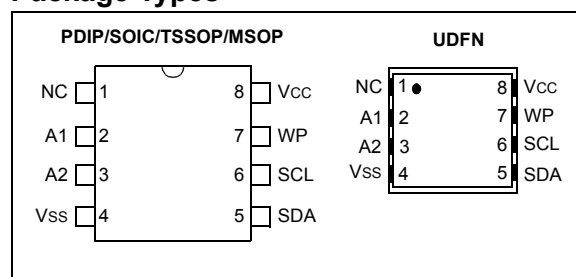 Package Types
PDIP/SOIC/TSSOP/MSOP
NC 1 8 VCC
A1 2 7 WP
A2 3 6 SCL
VSS 4 5 SDA
UDFN
NC 1 8 VCC
A1 2 7 WP
A2 3 6 SCL
VSS 4 5 SDA